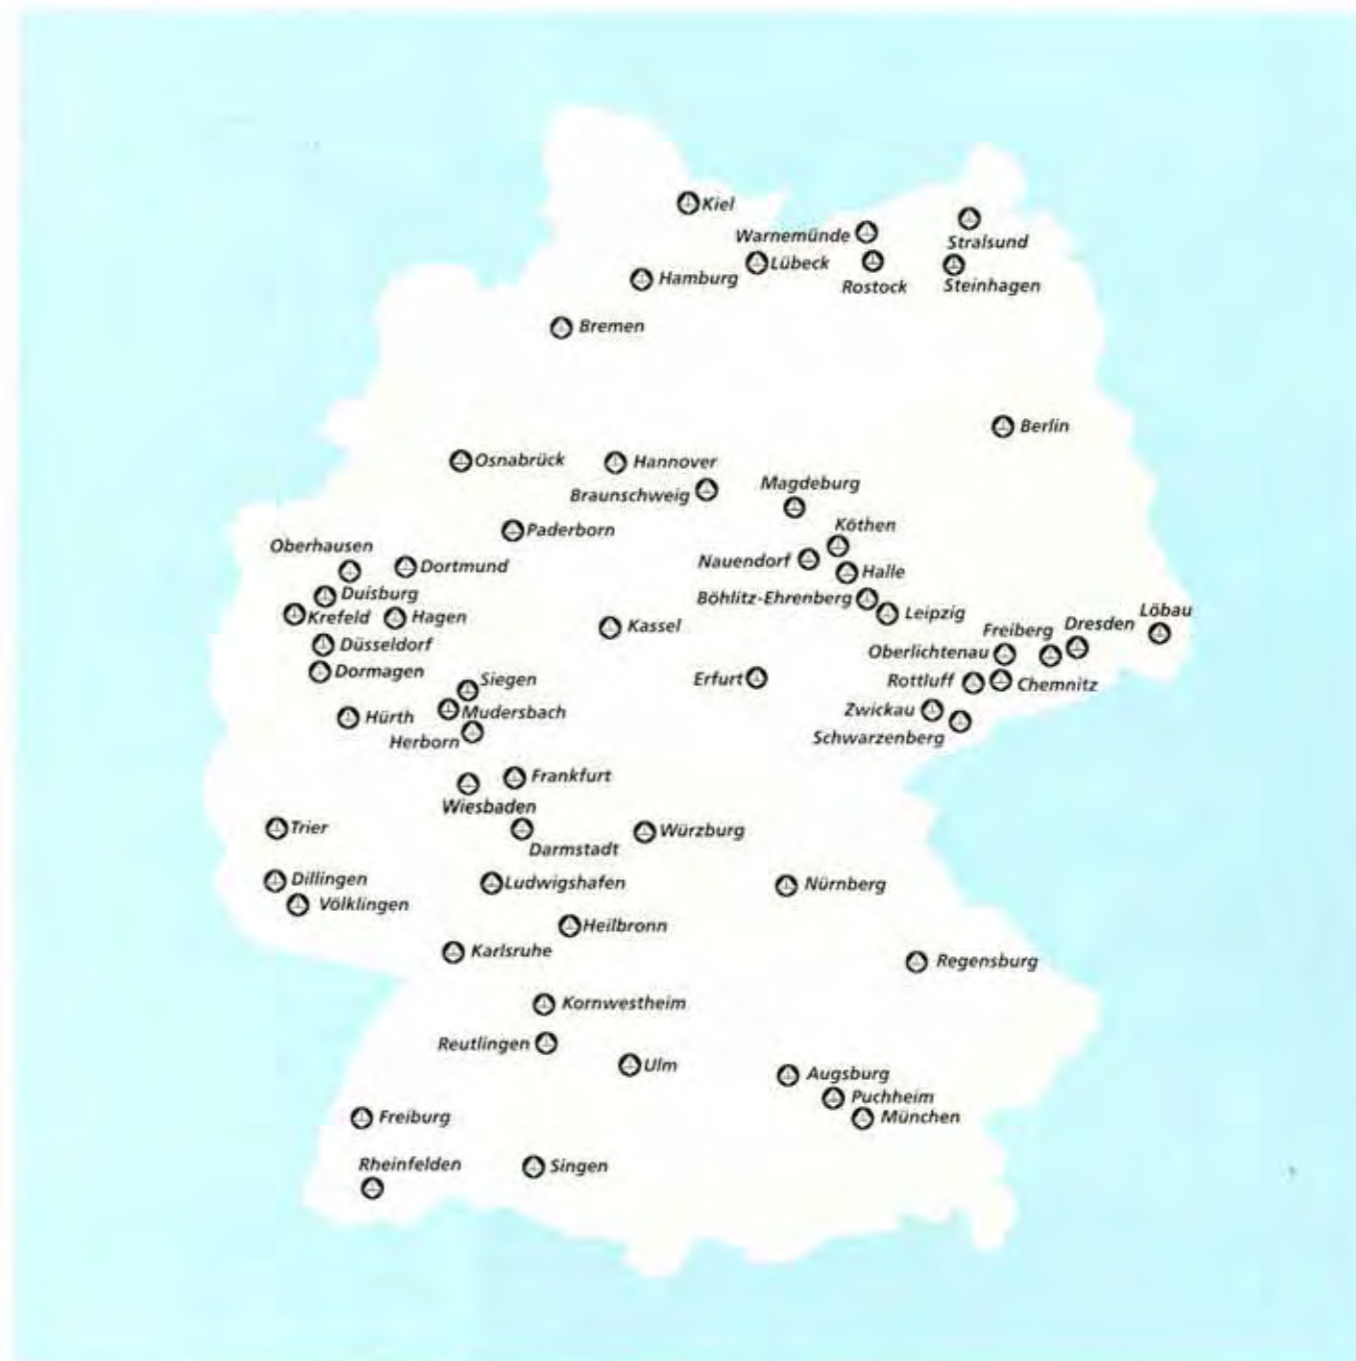 Kiel
Warnemünde
Stralsund
Lübeck
Hamburg
Rostock
Steinhagen
Bremen
Berlin
Osnabrück
Hannover
Braunschweig
Magdeburg
Köthen
Paderborn
Oberhausen
Dortmund
Nauendorf
Halle
Duisburg
Böhlitz-Ehrenberg
Krefeld
Hagen
Kassel
Leipzig
Löbau
Dresden
Freiberg
Düsseldorf
Oberlichtenau
Dormagen
Siegen
Erfurt
Rottluff
Chemnitz
Hürth
Mudersbach
Zwickau
Herborn
Schwarzenberg
Frankfurt
Wiesbaden
Trier
Würzburg
Darmstadt
Dillingen
Ludwigshafen
Nürnberg
Völklingen
Heilbronn
Karlsruhe
Regensburg
Kornwestheim
Reutlingen
Ulm
Augsburg
Puchheim
Freiburg
München
Rheinfelden
Singen